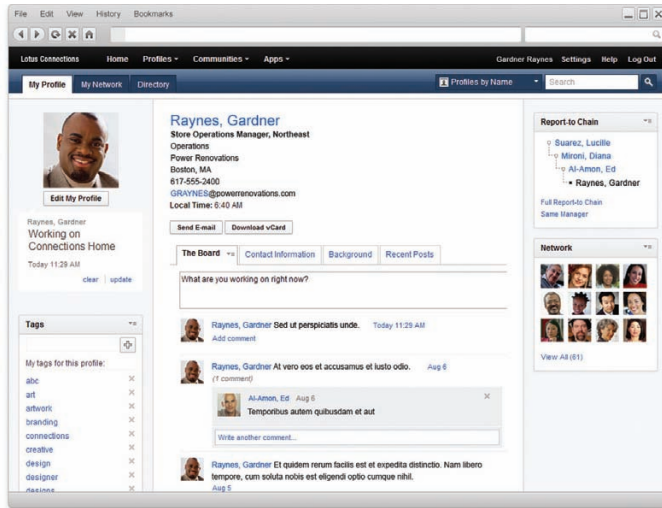 File Edit View History Bookmarks
Lotus Connections Home Profiles Communities Apps Gardner Raynes Settings Help Log Out
My Profile My Network Directory Profiles by Name Search
Edit My Profile
Raynes, Gardner
Working on
Connections Home
Today 11:29 AM
clear update
Tags
My tags for this profile:
abc
art
artwork
branding
connections
creative
design
designer
designs
Raynes, Gardner
Store Operations Manager, Northeast
Operations
Power Renovations
Boston, MA
617-555-2400
GRAYNES@powerrenovations.com
Local Time: 6:40 AM
Send E-mail Download vCard
The Board Contact Information Background Recent Posts
What are you working on right now?
Raynes, Gardner Sed ut perspiciatis unde. Today 11:29 AM
Add comment
Raynes, Gardner At vero eos et accusamus et iusto odio. Aug 6
(1 comment)
Al-Amon, Ed Aug 6
Temporibus autem quibusdam et aut
Write another comment...
Raynes, Gardner Et quidem rerum facilis est et expedita distinctio. Nam libero
tempore, cum soluta nobis est eligendi optio cumque nihil.
Aug 5
Report-to Chain
Suarez, Lucille
Mironi, Diana
Al-Amon, Ed
Raynes, Gardner
Full Report-to Chain
Same Manager
Network
View All (61)